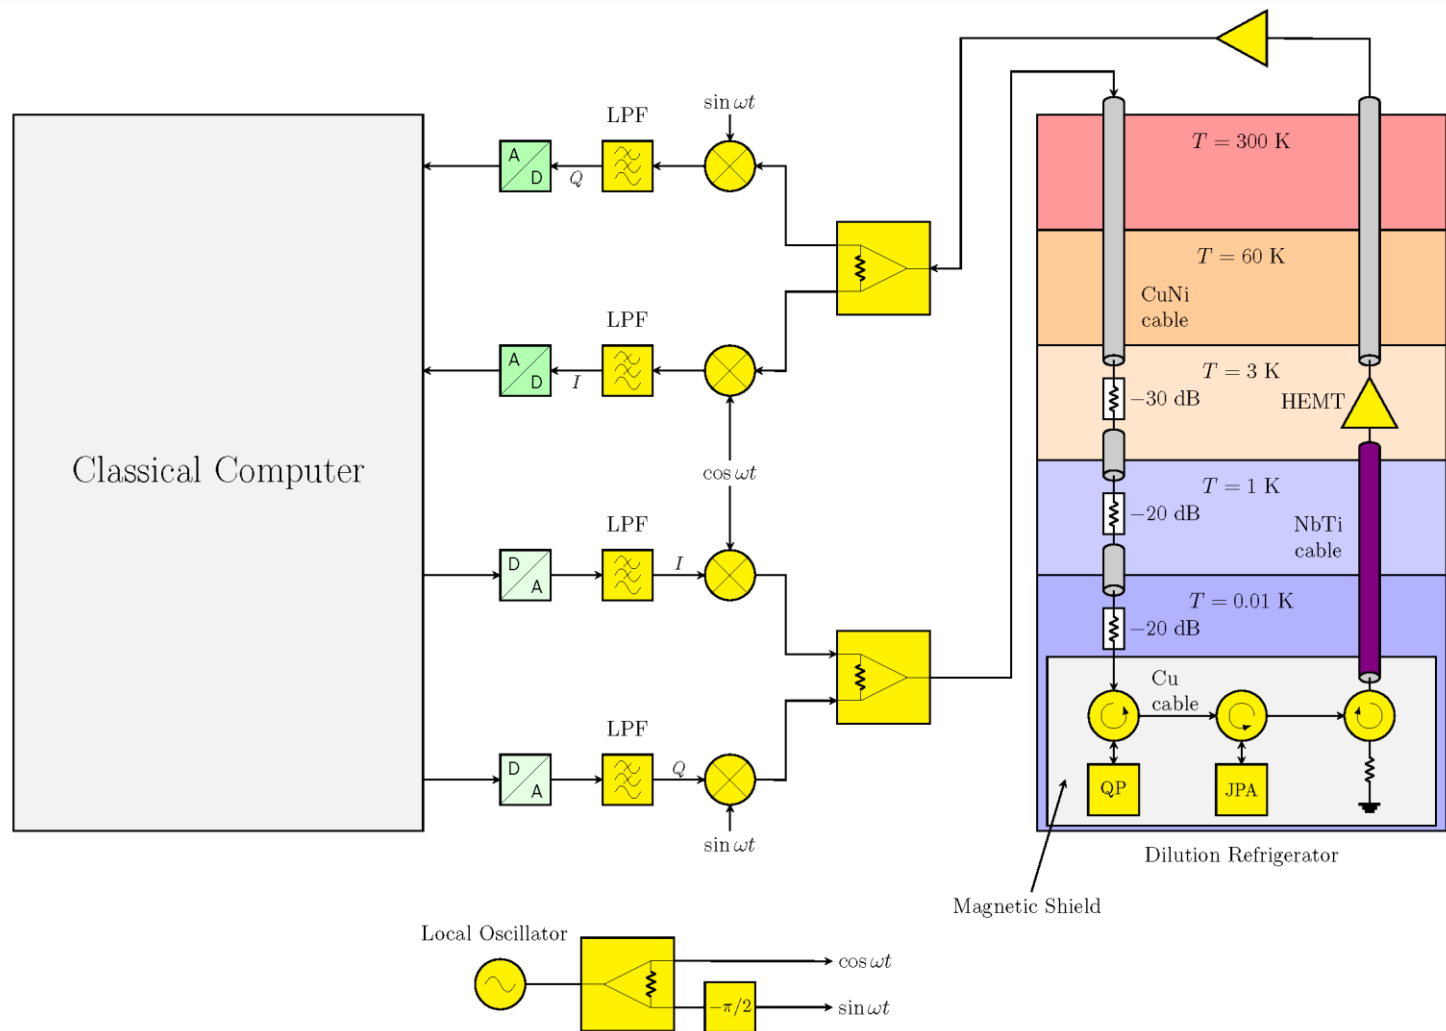 sin ωt
LPF
A
D
Q
T = 300 K
T = 60 K
CuNi
cable
LPF
A
D
I
T = 3 K
−30 dB
HEMT
Classical Computer
cos ωt
T = 1 K
−20 dB
NbTi
cable
LPF
D
A
I
T = 0.01 K
−20 dB
Cu
cable
LPF
D
A
Q
QP
JPA
sin ωt
Dilution Refrigerator
Magnetic Shield
Local Oscillator
cos ωt
−π/2
sin ωt